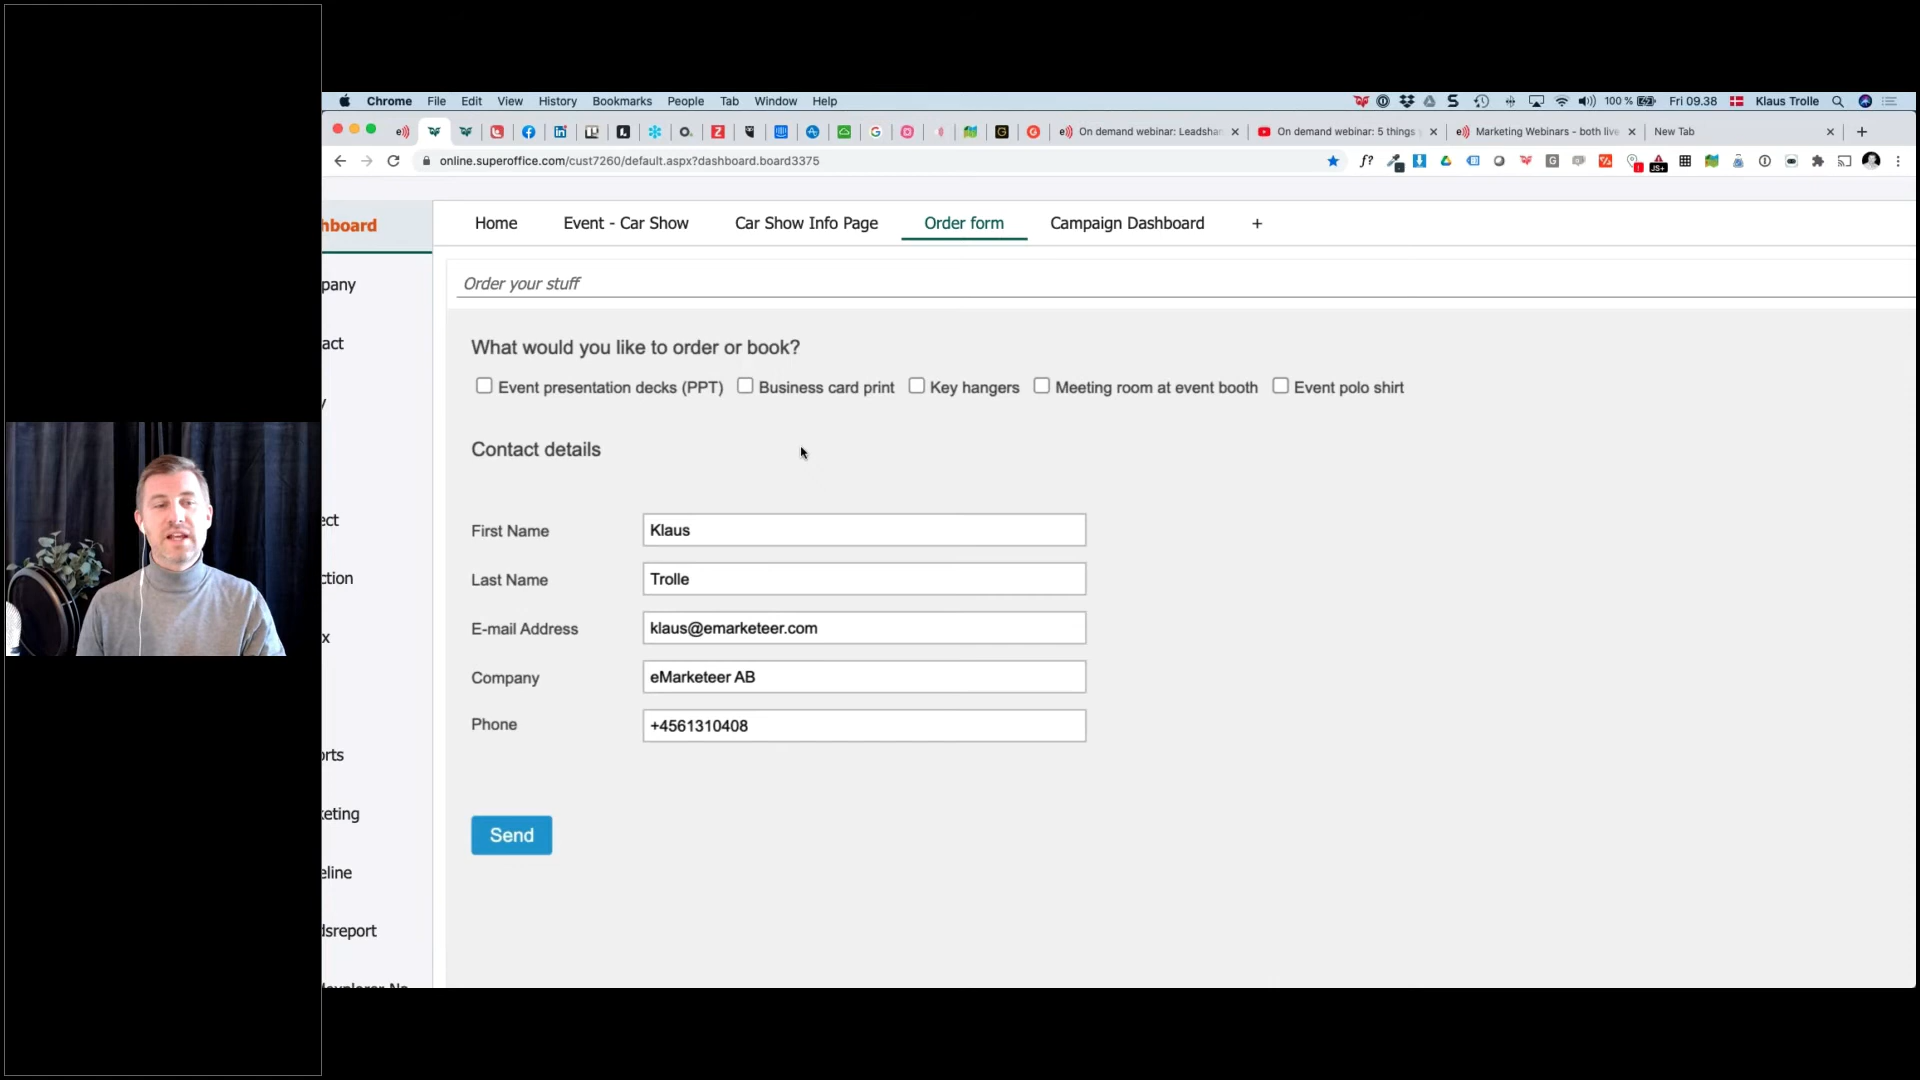 Chrome File Edit View History Bookmarks People Tab Window Help
100 % Fri 09.38 Klaus Trolle
On demand webinar: Leadsha
On demand webinar: 5 things
Marketing Webinars - both live
New Tab
online.superoffice.com/cust7260/default.aspx?dashboard.board3375
hboard
Home Event - Car Show Car Show Info Page Order form Campaign Dashboard +
pany
Order your stuff
act
What would you like to order or book?
Event presentation decks (PPT) Business card print Key hangers Meeting room at event booth Event polo shirt
y
Contact details
ect
First Name Klaus
ction
Last Name Trolle
E-mail Address klaus@emarketeer.com
x
Company eMarketeer AB
Phone +4561310408
orts
keting
Send
eline
dsreport